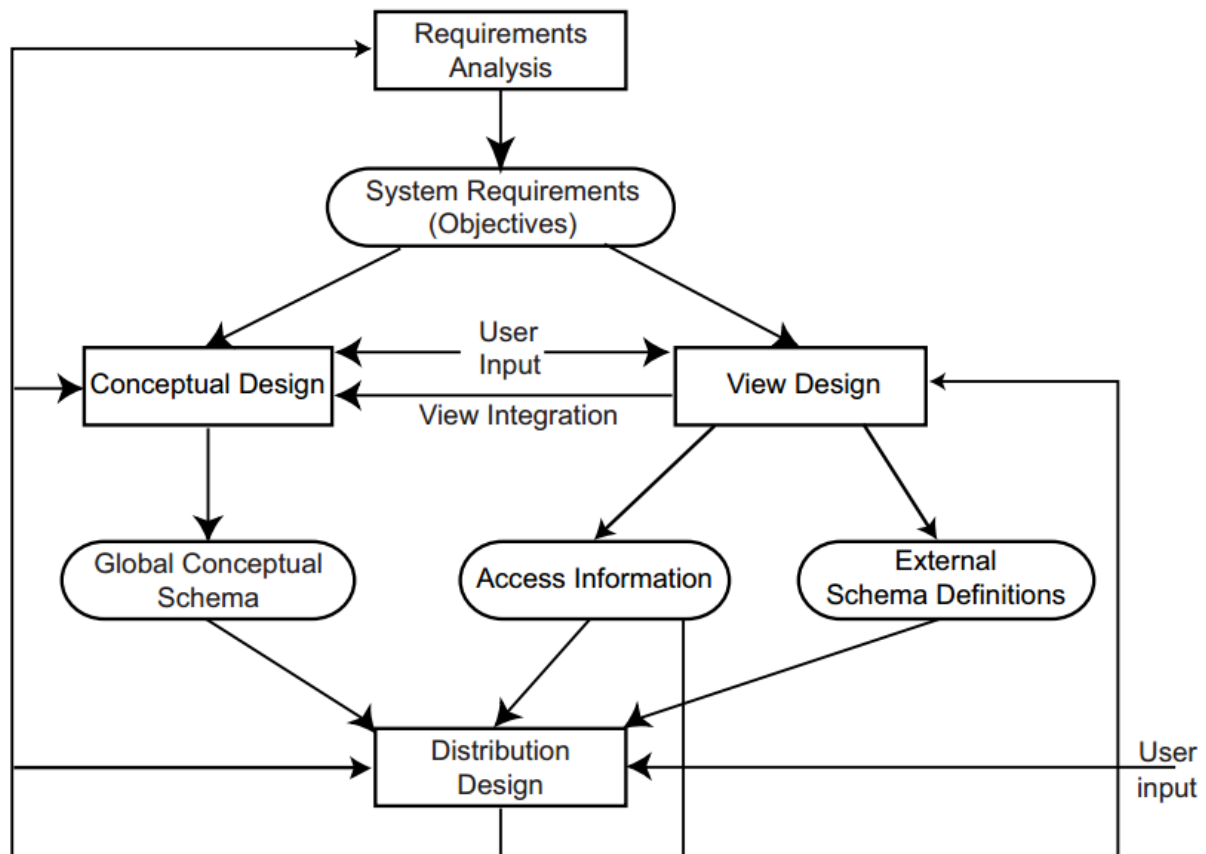 Requirements
Analysis
System Requirements
(Objectives)
User
Input
Conceptual Design
View Design
View Integration
Global Conceptual
Schema
Access Information
External
Schema Definitions
Distribution
Design
User
input